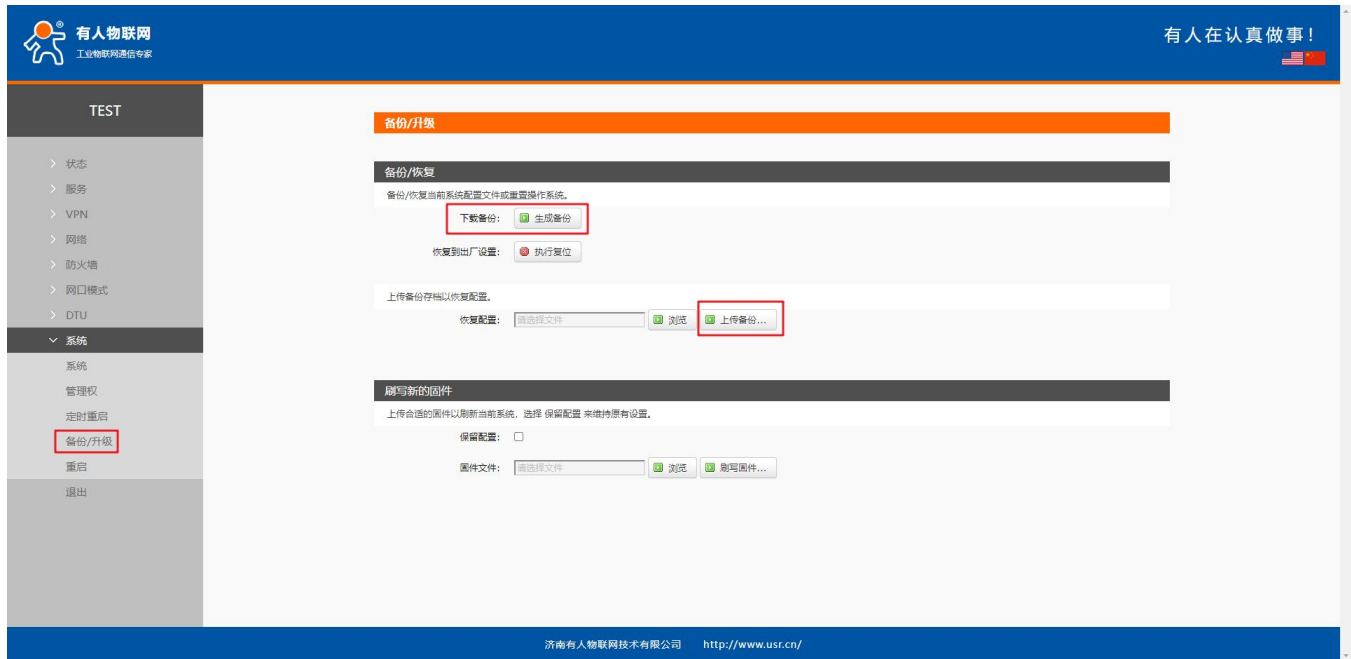 有人物联网
®
工业物联网通信专家
有人在认真做事！
TEST
状态
服务
VPN
网络
防火墙
网口模式
DTU
系统
系统
管理权
定时重启
备份/升级
重启
退出
备份/升级
备份/恢复
备份/恢复当前系统配置文件或重置操作系统。
下载备份： 生成备份
恢复到出厂设置： 执行复位
上传备份存档以恢复配置。
恢复配置： 请选择文件 浏览 上传备份...
刷写新的固件
上传合适的固件以刷新当前系统，选择 保留配置 来维持原有设置。
保留配置：
固件文件： 请选择文件 浏览 刷写固件...
济南有人物联网技术有限公司 http://www.usr.cn/